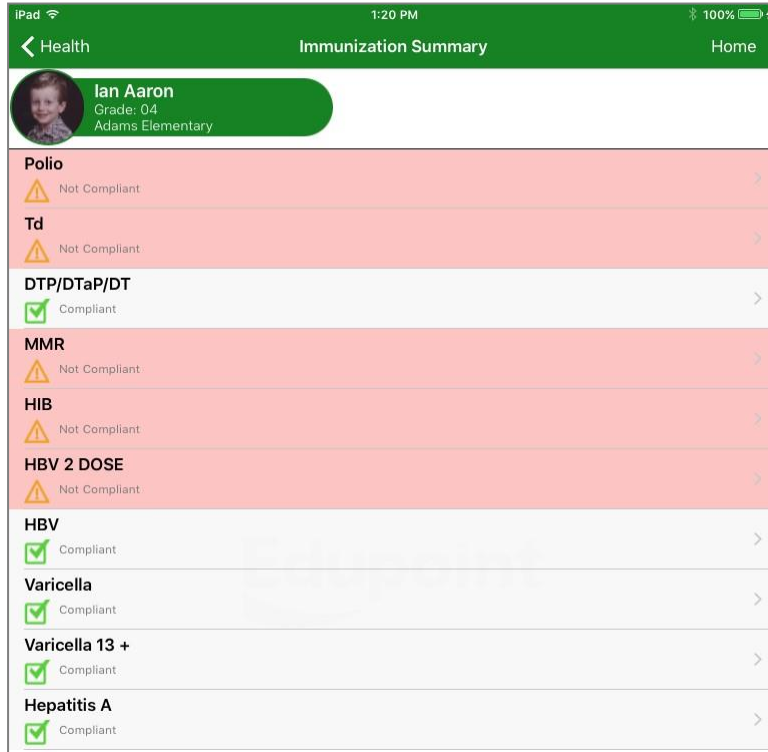 iPad 1:20 PM 100%
Health Immunization Summary Home
Ian Aaron
Grade: 04
Adams Elementary
Polio
Not Compliant
Td
Not Compliant
DTP/DTaP/DT
Compliant
MMR
Not Compliant
HIB
Not Compliant
HBV 2 DOSE
Not Compliant
HBV
Compliant
Edupoint
Varicella
Compliant
Varicella 13 +
Compliant
Hepatitis A
Compliant